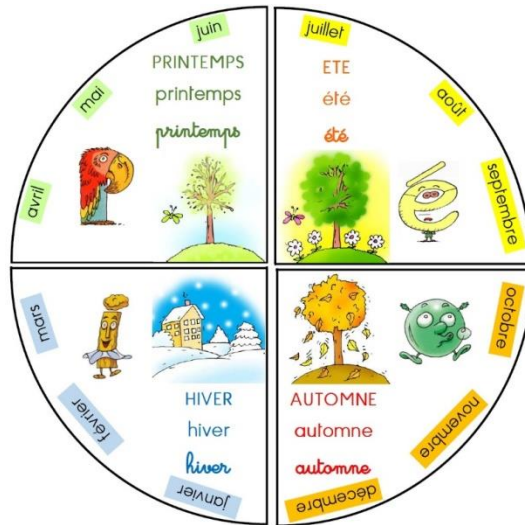 juin
PRINTEMPS
printemps
printemps
mai
avril
juillet
ETE
été
été
août
septembre
mars
février
HIVER
hiver
hiver
janvier
octobre
AUTOMNE
automne
automne
novembre
décembre